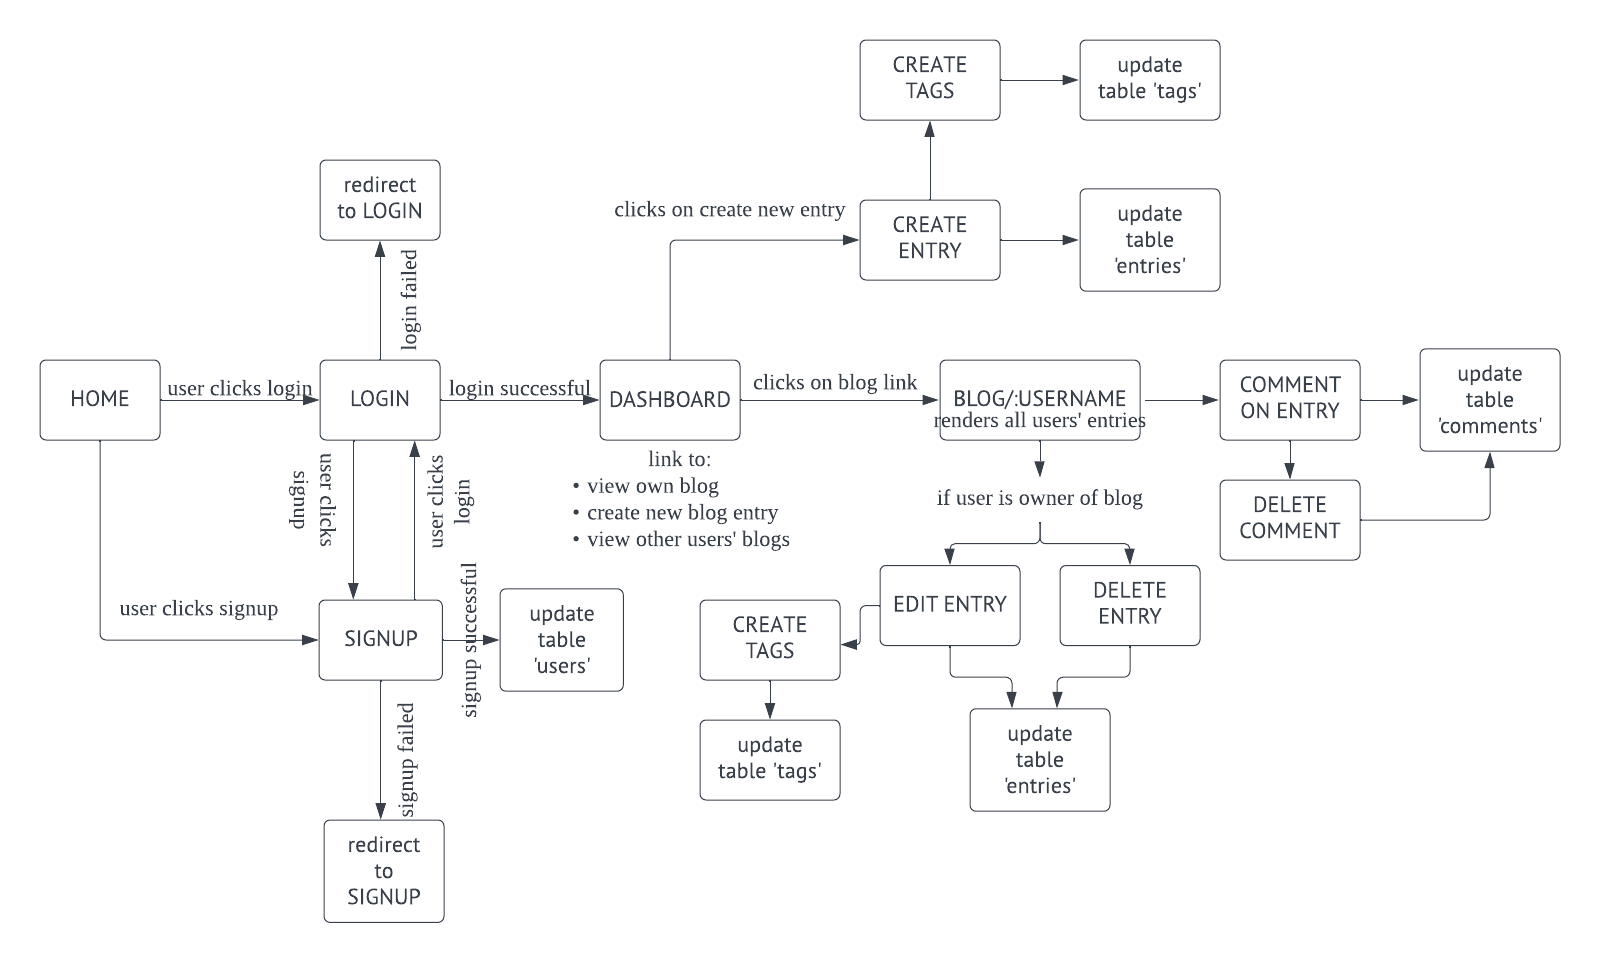 CREATE
TAGS
update
table 'tags'
redirect
to LOGIN
clicks on create new entry
CREATE
ENTRY
update
table
'entries'
login failed
HOME
user clicks login
LOGIN
login successful
DASHBOARD
clicks on blog link
BLOG/:USERNAME
renders all users' entries
COMMENT
ON ENTRY
update
table
'comments'
user clicks
signup
user clicks
login
link to:
• view own blog
• create new blog entry
• view other users' blogs
if user is owner of blog
DELETE
COMMENT
user clicks signup
SIGNUP
signup successful
update
table
'users'
CREATE
TAGS
EDIT ENTRY
DELETE
ENTRY
signup failed
update
table 'tags'
update
table
'entries'
redirect
to
SIGNUP